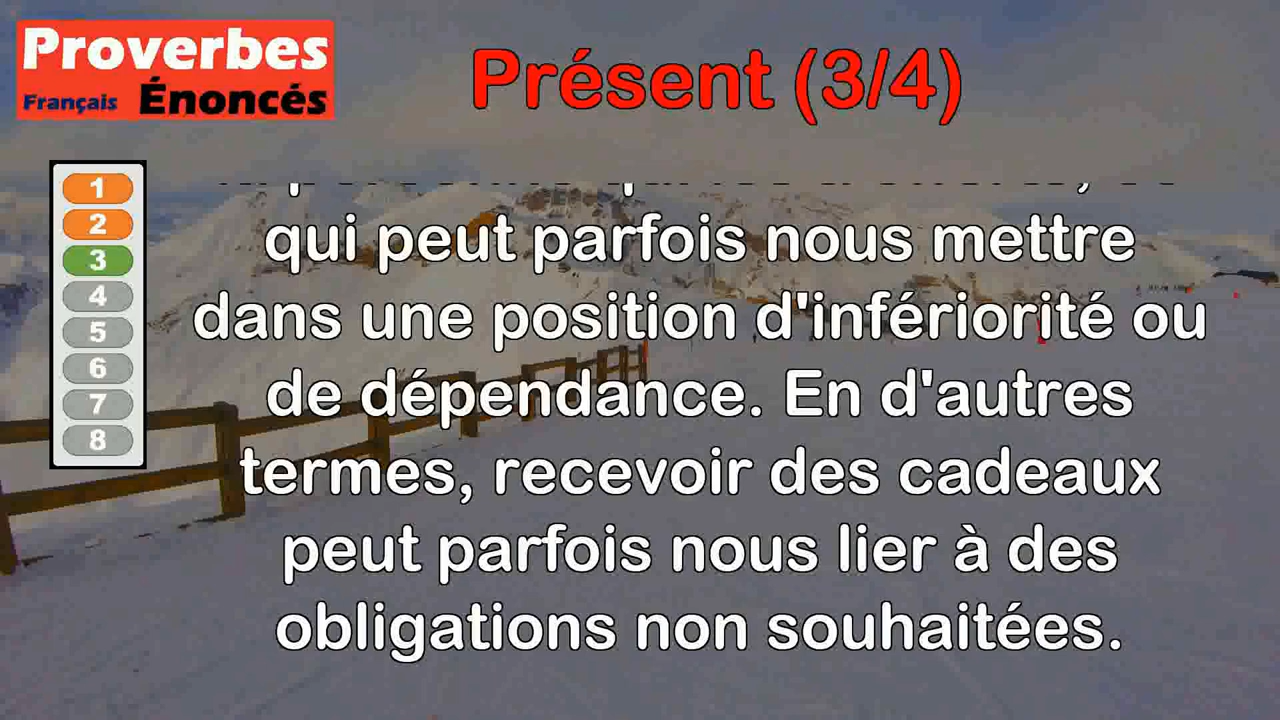 Proverbes
Français Énoncés
Présent (3/4)
1
2
3
4
5
6
7
8
qui peut parfois nous mettre
dans une position d'infériorité ou
de dépendance. En d'autres
termes, recevoir des cadeaux
peut parfois nous lier à des
obligations non souhaitées.